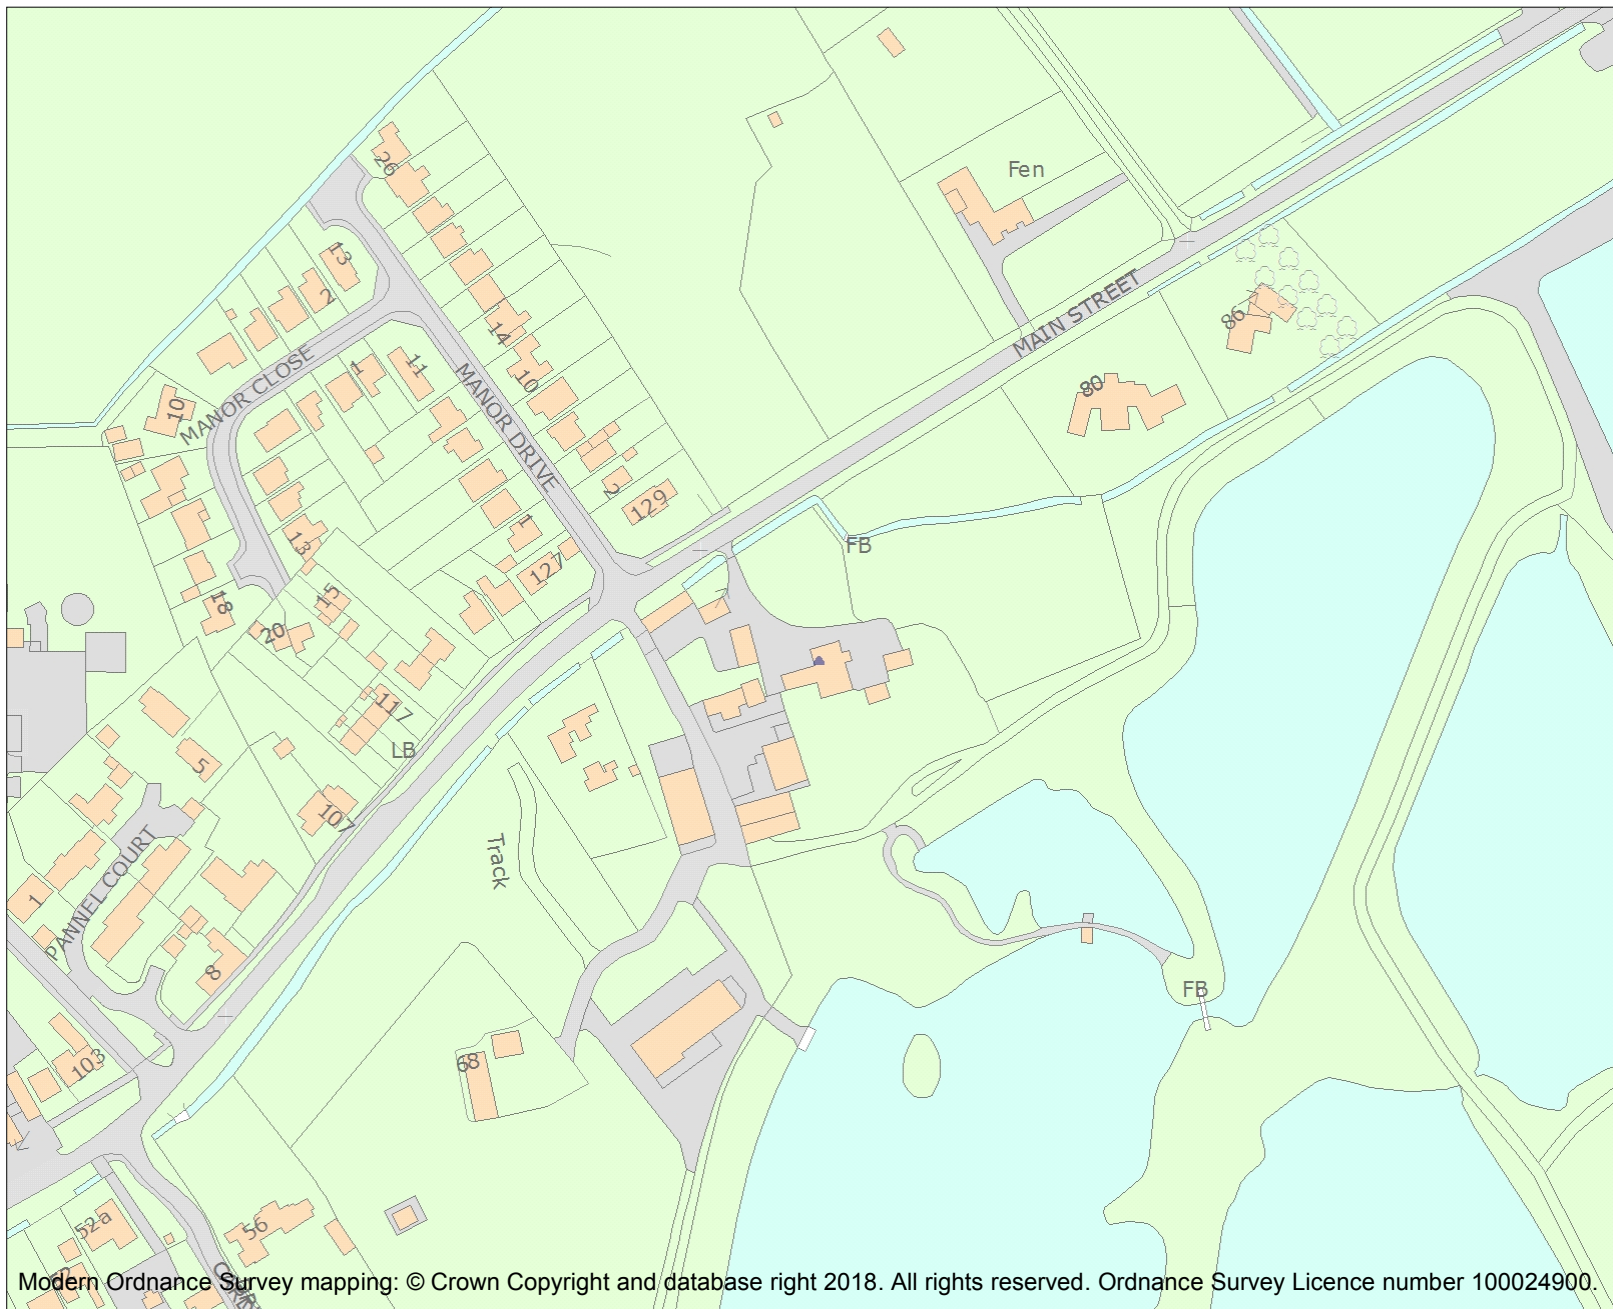 26
Fen
13
2
MAIN STREET
86
14
1
11
10
MANOR CLOSE
10
MANOR DRIVE
80
2
129
1
13
FB
127
15
18
20
117
LB
5
107
Track
PANNEL COURT
1
8
FB
103
68
52a
56
Modern Ordnance Survey mapping: © Crown Copyright and database right 2018. All rights reserved. Ordnance Survey Licence number 100024900.